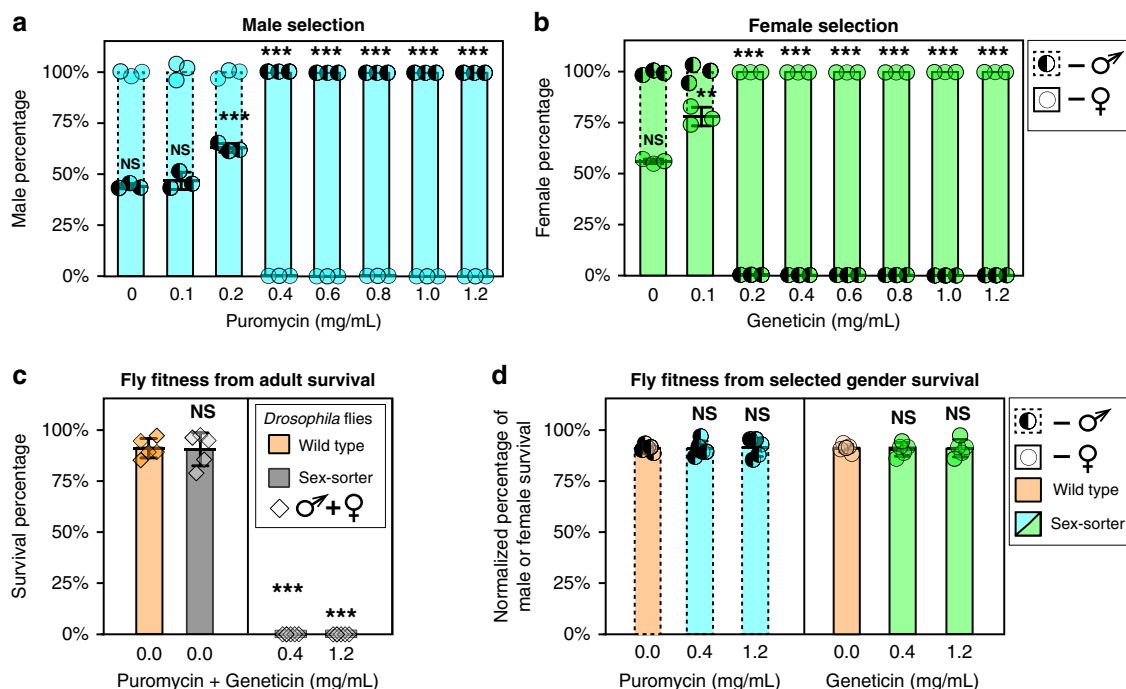 a
Male selection
Male percentage
100%
75%
50%
25%
0%
NS
NS
***
***
***
***
***
***
0
0.1
0.2
0.4
0.6
0.8
1.0
1.2
Puromycin (mg/mL)
b
Female selection
Female percentage
100%
75%
50%
25%
0%
NS
**
***
***
***
***
***
***
0
0.1
0.2
0.4
0.6
0.8
1.0
1.2
Geneticin (mg/mL)
– ♂
– ♀
c
Fly fitness from adult survival
Survival percentage
100%
75%
50%
25%
0%
NS
***
***
Drosophila flies
Wild type
Sex-sorter
♂+♀
0.0
0.0
0.4
1.2
Puromycin + Geneticin (mg/mL)
d
Fly fitness from selected gender survival
Normalized percentage of
male or female survival
100%
75%
50%
25%
0%
NS
NS
NS
NS
0.0
0.4
1.2
0.0
0.4
1.2
Puromycin (mg/mL)
Geneticin (mg/mL)
– ♂
– ♀
Wild type
Sex-sorter